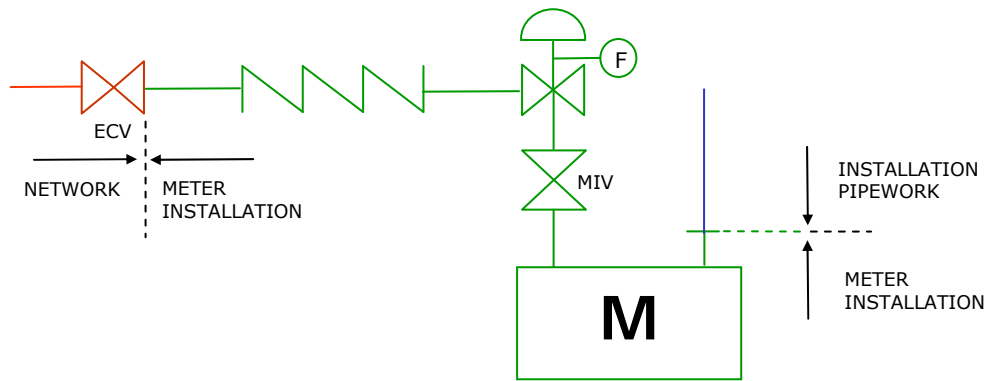 F
ECV
NETWORK
METER
INSTALLATION
MIV
INSTALLATION
PIPEWORK
METER
INSTALLATION
M